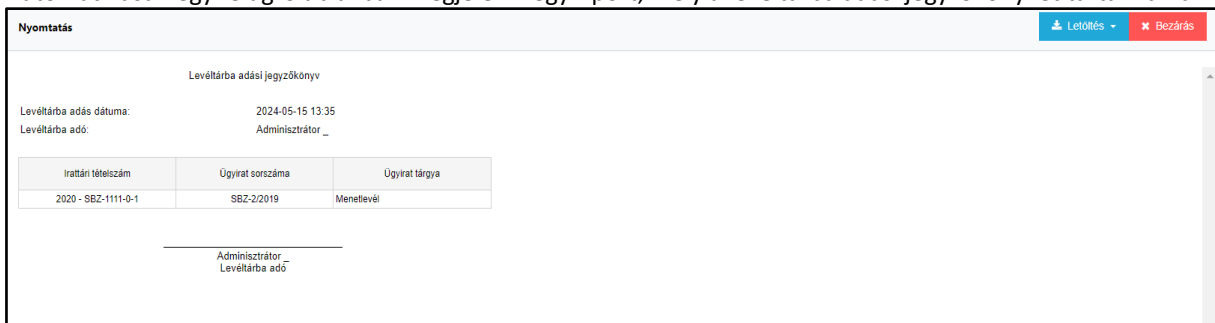 Nyomtatás
Letöltés
Bezárás
Levéltárba adási jegyzőkönyv
Levéltárba adás dátuma: 2024-05-15 13:35
Levéltárba adó: Adminisztrátor _
Irattári tételszám Ügyirat sorszáma Ügyirat tárgya
2020 - SBZ-1111-0-1 SBZ-2/2019 Menetlevél
Adminisztrátor _
Levéltárba adó